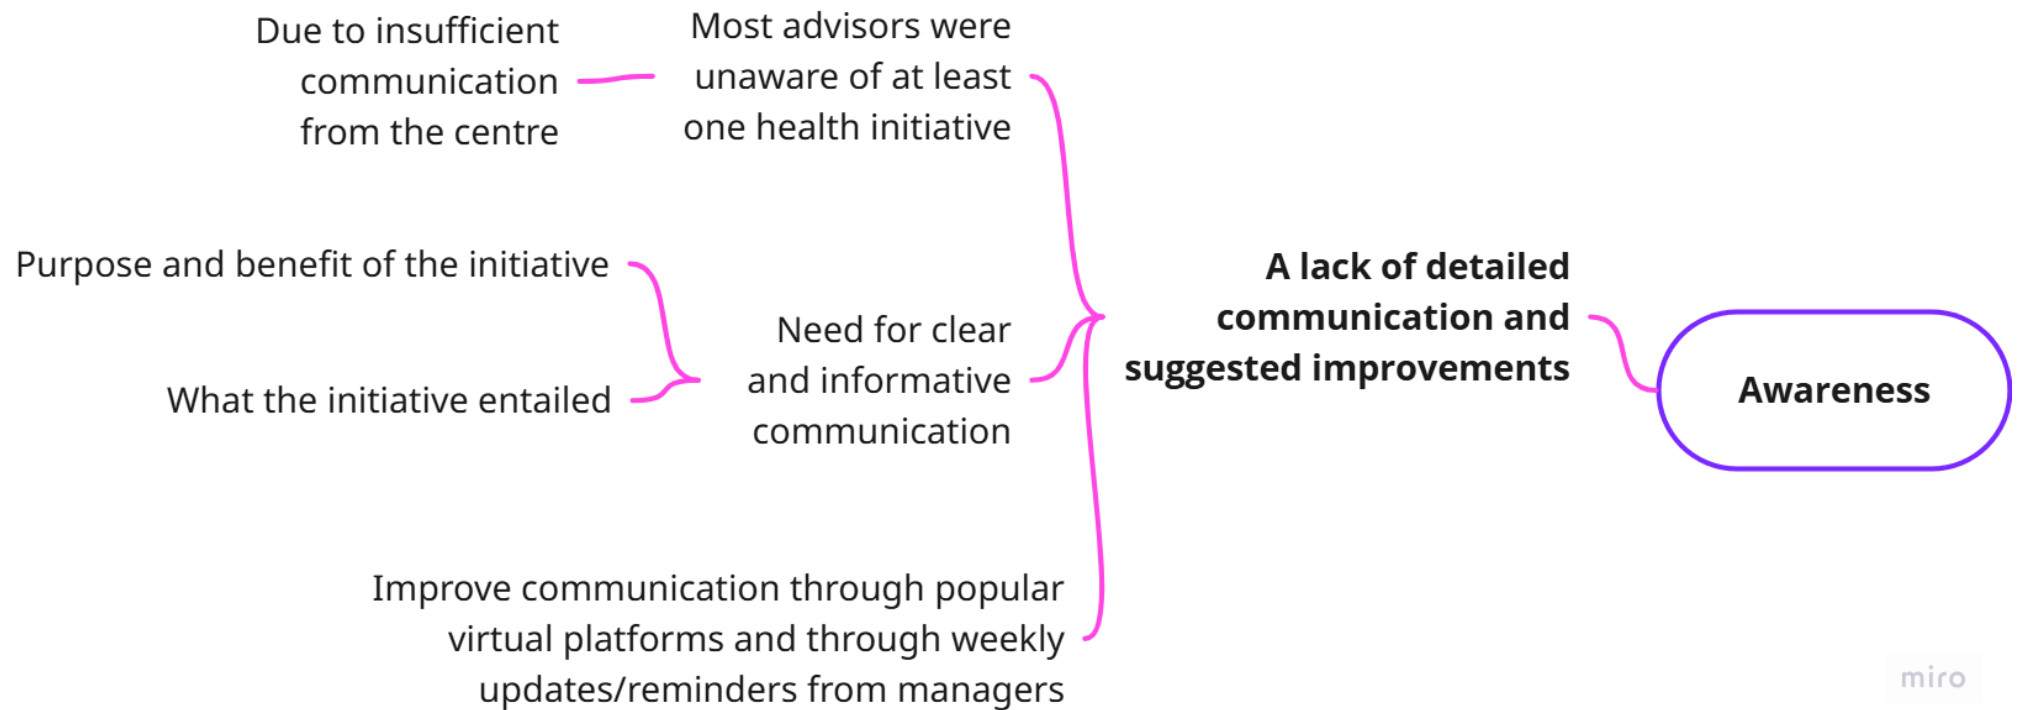 Due to insufficient
communication
from the centre
Most advisors were
unaware of at least
one health initiative
Purpose and benefit of the initiative
What the initiative entailed
Need for clear
and informative
communication
Improve communication through popular
virtual platforms and through weekly
updates/reminders from managers
A lack of detailed
communication and
suggested improvements
Awareness
miro